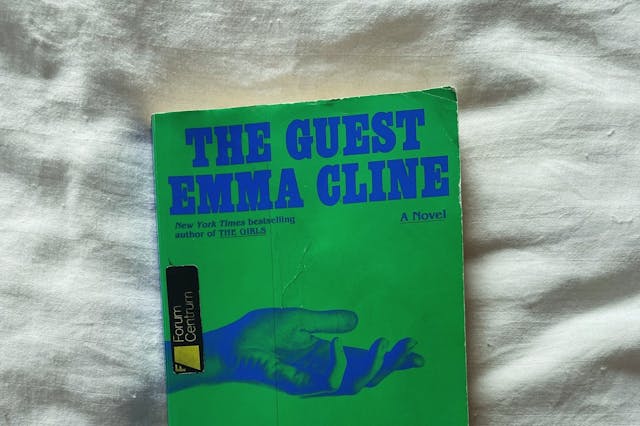 THE GUEST
EMMA CLINE
New York Times bestselling
author of THE GIRLS
A Novel
Forum
Centrum
F